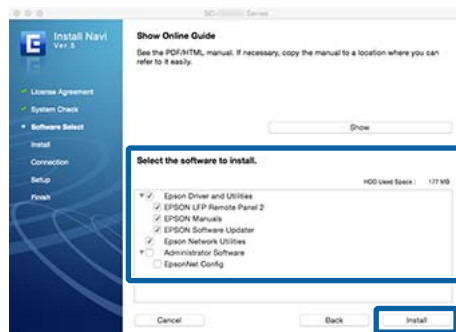 SC- Series
Install Navi
Ver.5
License Agreement
System Check
Software Select
Install
Connection
Setup
Finish
Show Online Guide
See the PDF/HTML manual. If necessary, copy the manual to a location where you can
refer to it easily.
Show
Select the software to install.
HDD Used Space : 177 MB
Epson Driver and Utilities
EPSON LFP Remote Panel 2
EPSON Manuals
EPSON Software Updater
Epson Network Utilities
Administrator Software
EpsonNet Config
Cancel
Back
Install